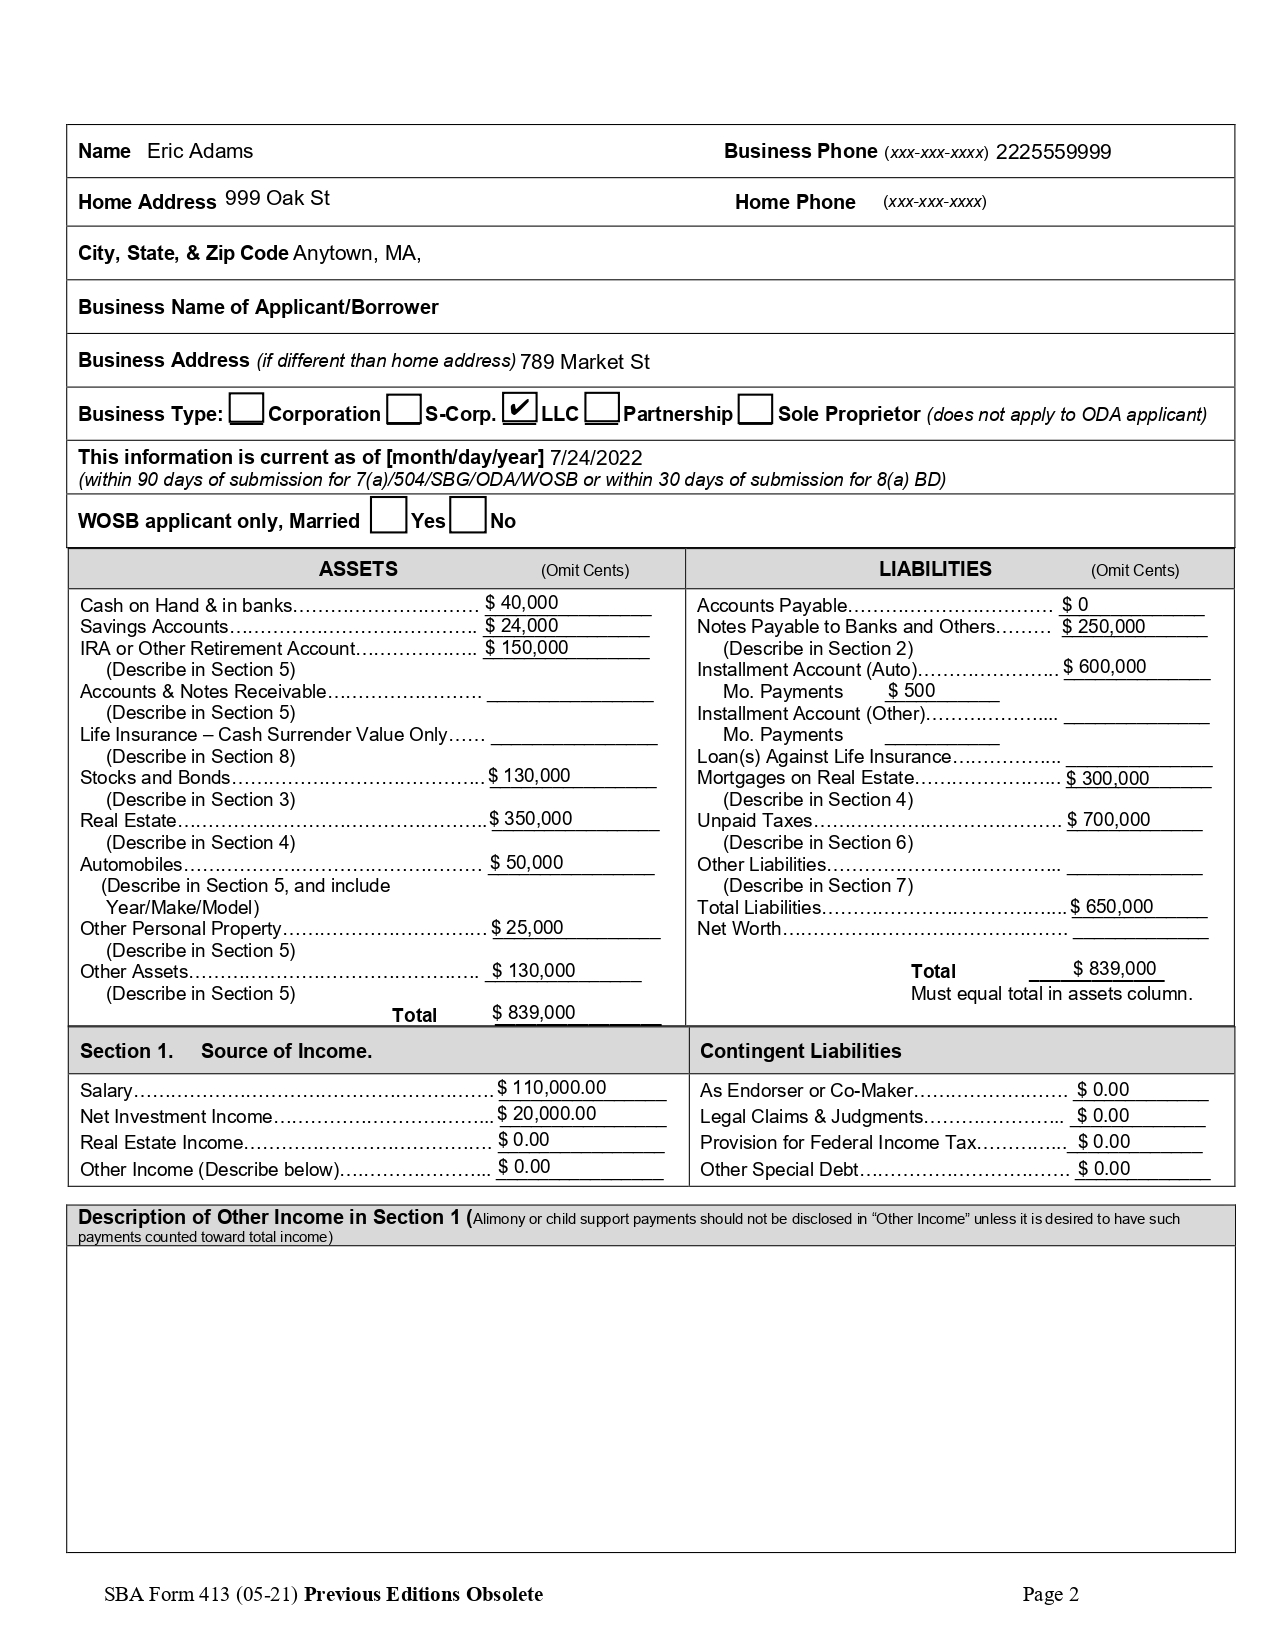 Name Eric Adams Business Phone (xxx-xxx-xxxx) 2225559999
Home Address 999 Oak St Home Phone (xxx-xxx-xxxx)
City, State, & Zip Code Anytown, MA,
Business Name of Applicant/Borrower
Business Address (if different than home address) 789 Market St
Business Type: Corporation S-Corp. ✔ LLC Partnership Sole Proprietor (does not apply to ODA applicant)
This information is current as of [month/day/year] 7/24/2022
(within 90 days of submission for 7(a)/504/SBG/ODA/WOSB or within 30 days of submission for 8(a) BD)
WOSB applicant only, Married Yes No
ASSETS (Omit Cents)
Cash on Hand & in banks.............................. $ 40,000
Savings Accounts.............................. $ 24,000
IRA or Other Retirement Account.............................. $ 150,000
(Describe in Section 5)
Accounts & Notes Receivable..............................
(Describe in Section 5)
Life Insurance – Cash Surrender Value Only......
(Describe in Section 8)
Stocks and Bonds.............................. $ 130,000
(Describe in Section 3)
Real Estate.............................. $ 350,000
(Describe in Section 4)
Automobiles.............................. $ 50,000
(Describe in Section 5, and include
Year/Make/Model)
Other Personal Property.............................. $ 25,000
(Describe in Section 5)
Other Assets.............................. $ 130,000
(Describe in Section 5)
Total $ 839,000
LIABILITIES (Omit Cents)
Accounts Payable.............................. $ 0
Notes Payable to Banks and Others......... $ 250,000
(Describe in Section 2)
Installment Account (Auto).............................. $ 600,000
Mo. Payments $ 500
Installment Account (Other)..............................
Mo. Payments
Loan(s) Against Life Insurance..................
Mortgages on Real Estate.............................. $ 300,000
(Describe in Section 4)
Unpaid Taxes.............................. $ 700,000
(Describe in Section 6)
Other Liabilities..............................
(Describe in Section 7)
Total Liabilities.............................. $ 650,000
Net Worth..............................
Total $ 839,000
Must equal total in assets column.
Section 1. Source of Income.
Salary.............................. $ 110,000.00
Net Investment Income.............................. $ 20,000.00
Real Estate Income.............................. $ 0.00
Other Income (Describe below).............................. $ 0.00
Contingent Liabilities
As Endorser or Co-Maker.............................. $ 0.00
Legal Claims & Judgments.............................. $ 0.00
Provision for Federal Income Tax.................. $ 0.00
Other Special Debt.............................. $ 0.00
Description of Other Income in Section 1 (Alimony or child support payments should not be disclosed in “Other Income” unless it is desired to have such
payments counted toward total income)
SBA Form 413 (05-21) Previous Editions Obsolete Page 2